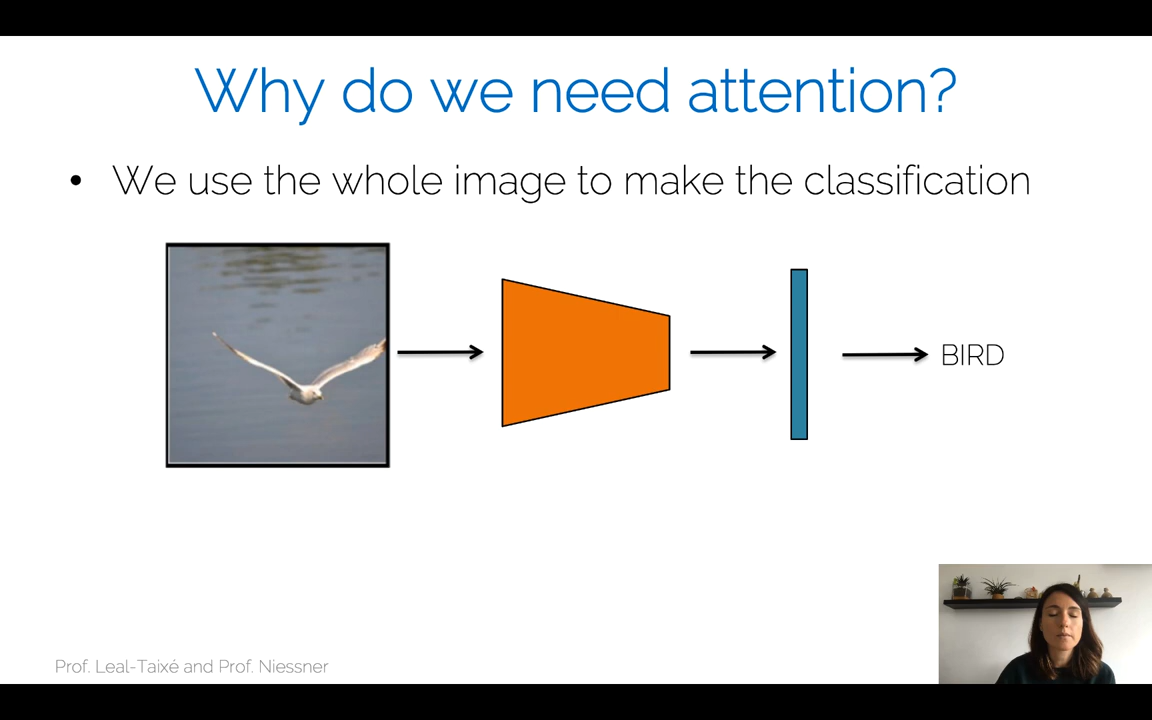 Why do we need attention?
• We use the whole image to make the classification
BIRD
Prof. Leal-Taixé and Prof. Niessner